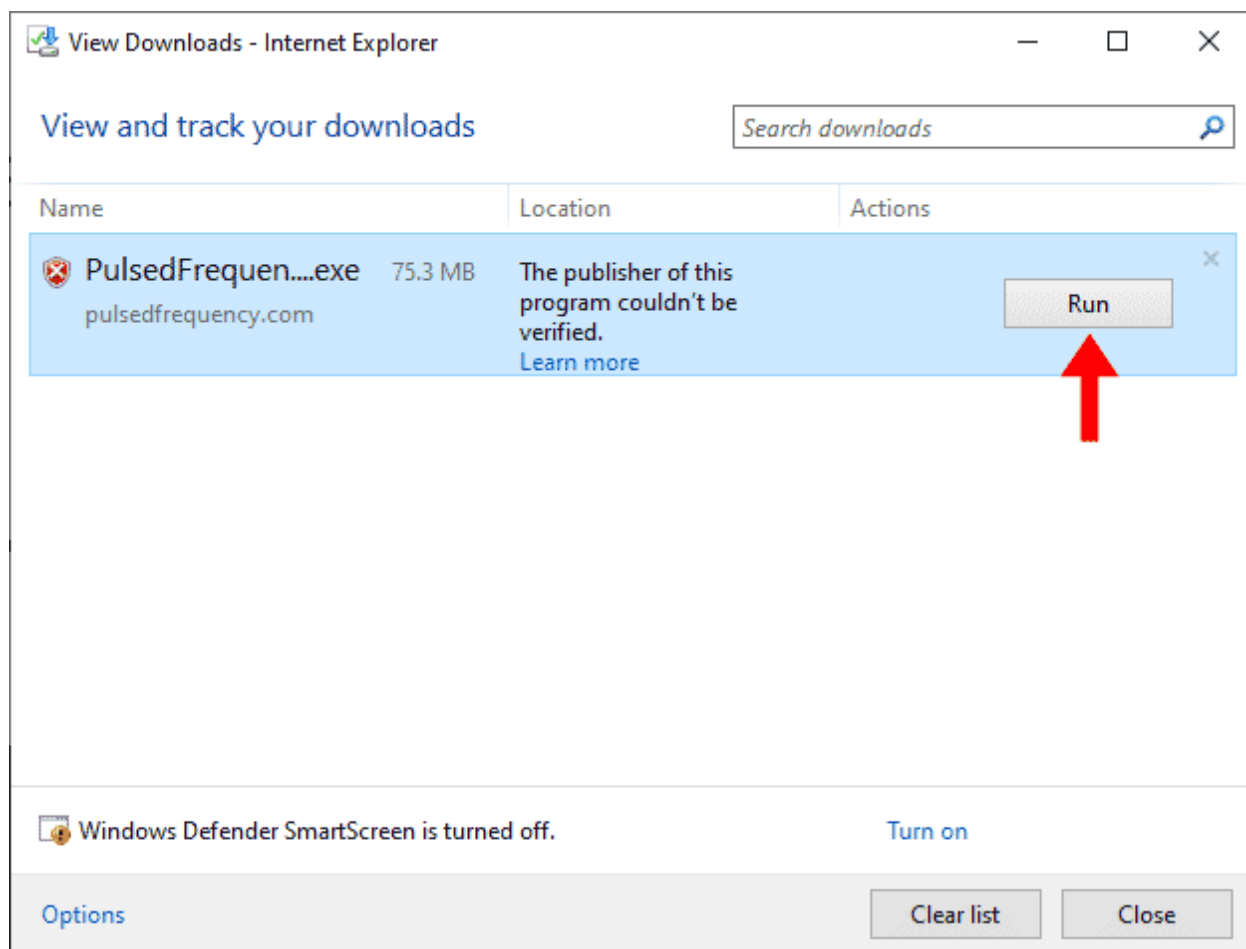 View Downloads - Internet Explorer
View and track your downloads
Search downloads
Name Location Actions
PulsedFrequen....exe 75.3 MB
pulsedfrequency.com
The publisher of this
program couldn't be
verified.
Learn more
Run
Windows Defender SmartScreen is turned off. Turn on
Options Clear list Close